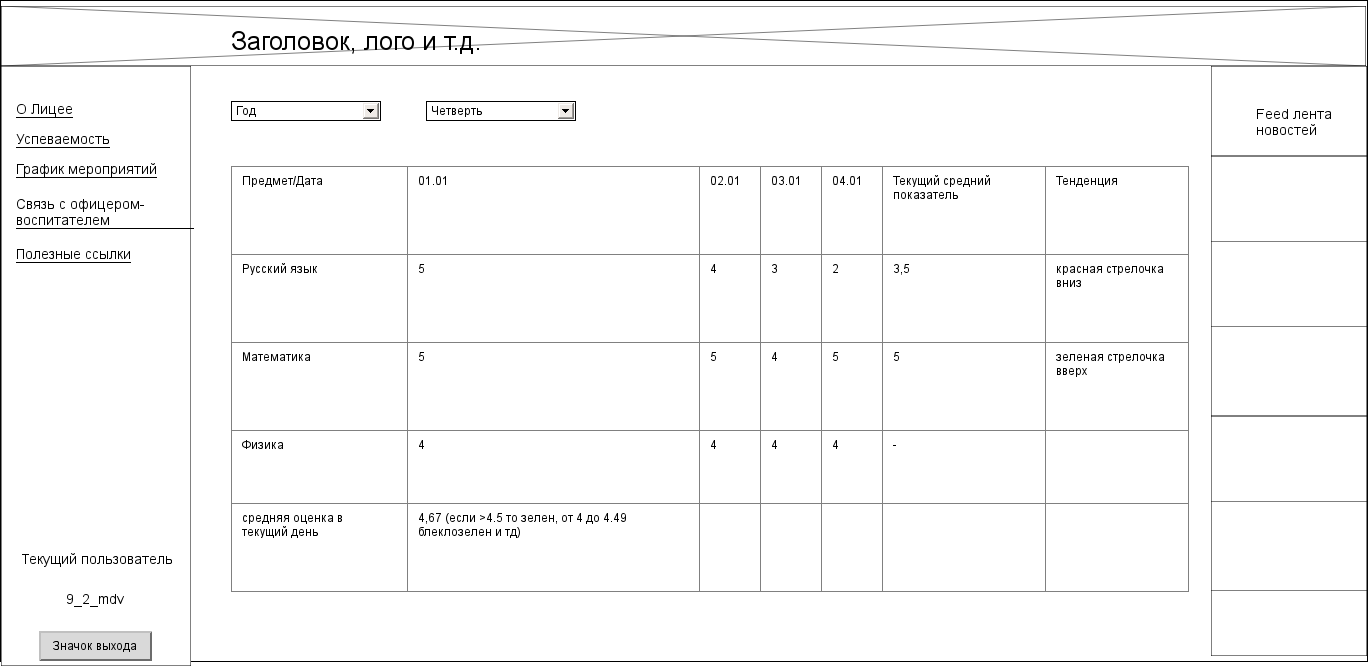 Заголовок, лого и т.д.
О Лицее
Успеваемость
График мероприятий
Связь с офицером-
воспитателем
Полезные ссылки
Текущий пользователь
9_2_mdv
Значок выхода
Год
Четверть
Предмет/Дата
01.01
02.01
03.01
04.01
Текущий средний
показатель
Тенденция
Русский язык
5
4
3
2
3,5
красная стрелочка
вниз
Математика
5
5
4
5
5
зеленая стрелочка
вверх
Физика
4
4
4
4
-
средняя оценка в
текущий день
4,67 (если >4.5 то зелен, от 4 до 4.49
блеклозелен и тд)
Feed лента
новостей